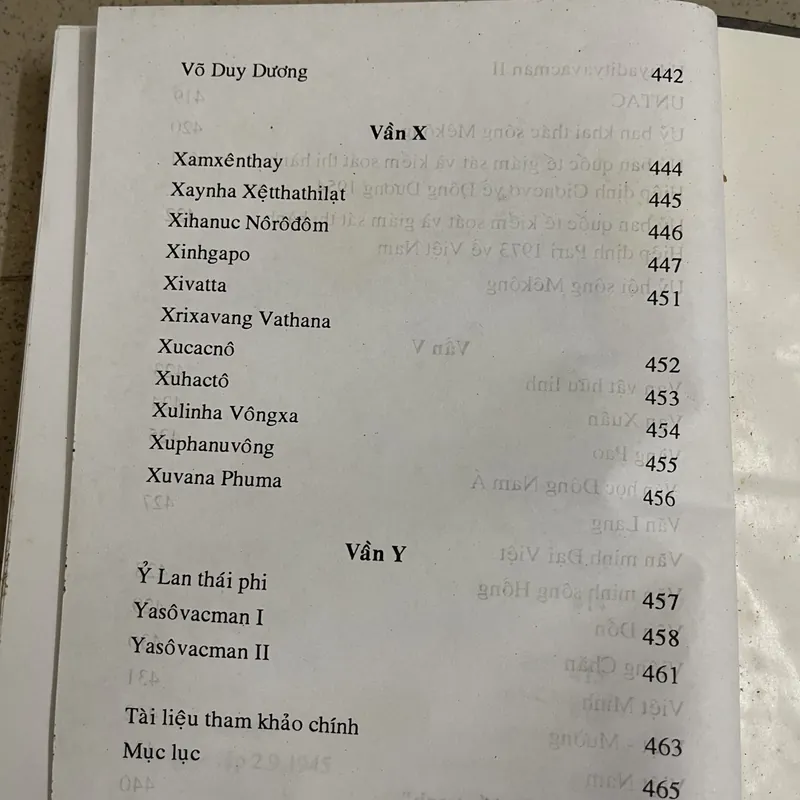 Võ Duy Dương 442
Vần X
Xamxênthay 444
Xaynha Xệtthathilạt 445
Xihanuc Nôrôđôm 446
Xinhgapo 447
Xivatta 451
Xrixavang Vathana
Xucacnô 452
Xuhactô 453
Xulinha Vôngxa 454
Xuphanuvông 455
Xuvana Phuma 456
Vần Y
Ỷ Lan thái phi 457
Yasôvacman I 458
Yasôvacman II 461
Tài liệu tham khảo chính 463
Mục lục 465